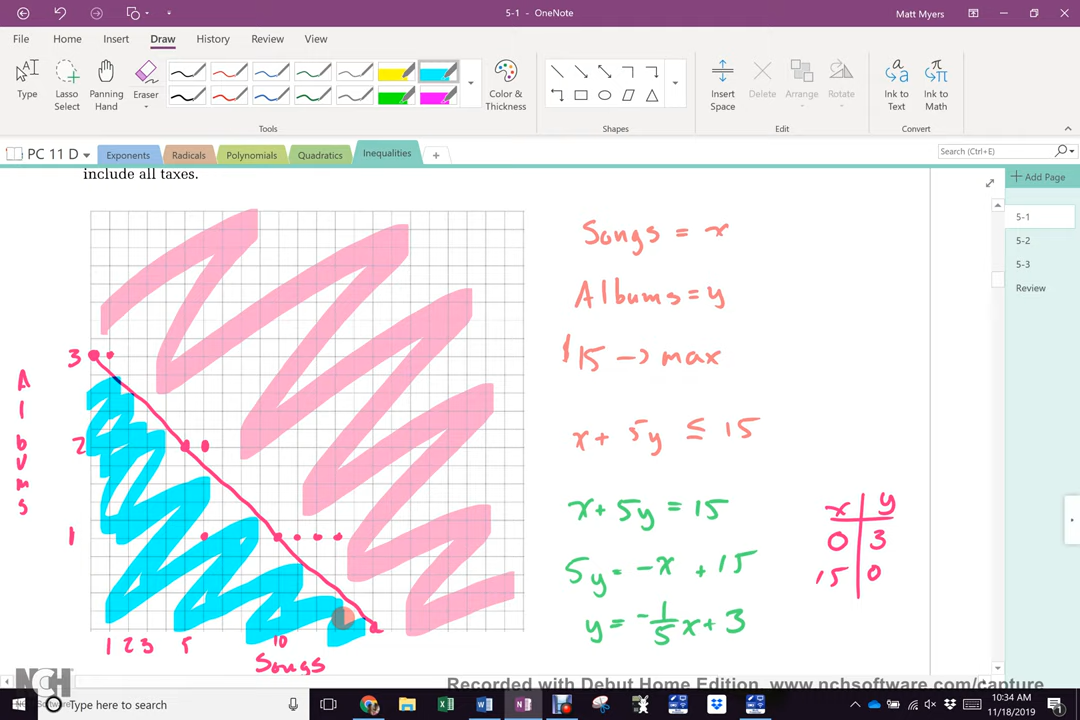 5-1 - OneNote
Matt Myers
File Home Insert Draw History Review View
Type
Lasso Select
Panning Hand
Eraser
Color & Thickness
Insert Space
Delete
Arrange
Rotate
Ink to Text
Ink to Math
Tools
Shapes
Edit
Convert
PC 11 D
Exponents
Radicals
Polynomials
Quadratics
Inequalities
+
Search (Ctrl+E)
Add Page
5-1
5-2
5-3
Review
include all taxes.
Songs = x
Albums = y
$15 → max
x + 5y ≤ 15
x + 5y = 15
5y = -x + 15
y = -1/5 x + 3
x | y
0 | 3
15 | 0
3
2
1
Albums
1 2 3 5 10
Songs
NCH
NCH Software
Recorded with Debut Home Edition. www.nchsoftware.com/capture
Type here to search
10:34 AM
11/18/2019